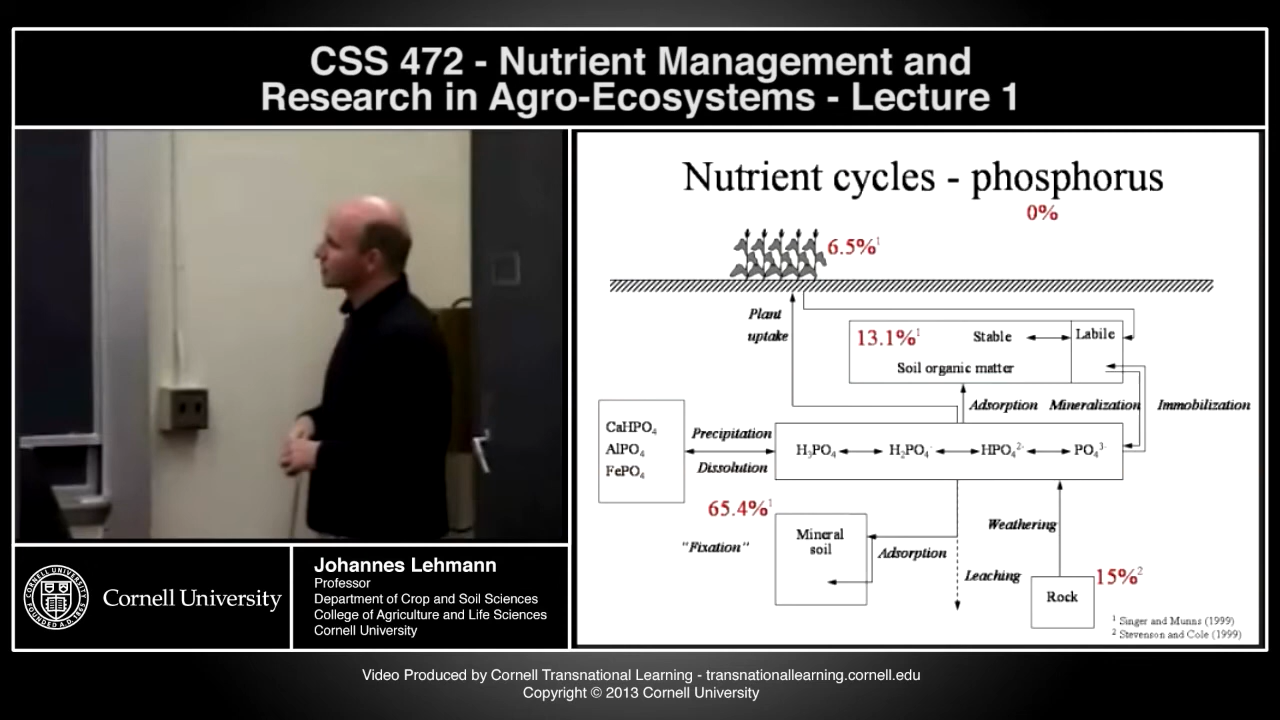 CSS 472 - Nutrient Management and
Research in Agro-Ecosystems - Lecture 1
Nutrient cycles - phosphorus
0%
6.5%¹
Plant
uptake
13.1%¹
Stable
Labile
Soil organic matter
Adsorption
Mineralization
Immobilization
CaHPO₄
AlPO₄
FePO₄
Precipitation
Dissolution
H₃PO₄
H₂PO₄⁻
HPO₄²⁻
PO₄³⁻
65.4%¹
"Fixation"
Mineral
soil
Adsorption
Leaching
Weathering
Rock
15%²
¹ Singer and Munns (1999)
² Stevenson and Cole (1999)
Cornell University
Johannes Lehmann
Professor
Department of Crop and Soil Sciences
College of Agriculture and Life Sciences
Cornell University
Video Produced by Cornell Transnational Learning - transnationallearning.cornell.edu
Copyright © 2013 Cornell University